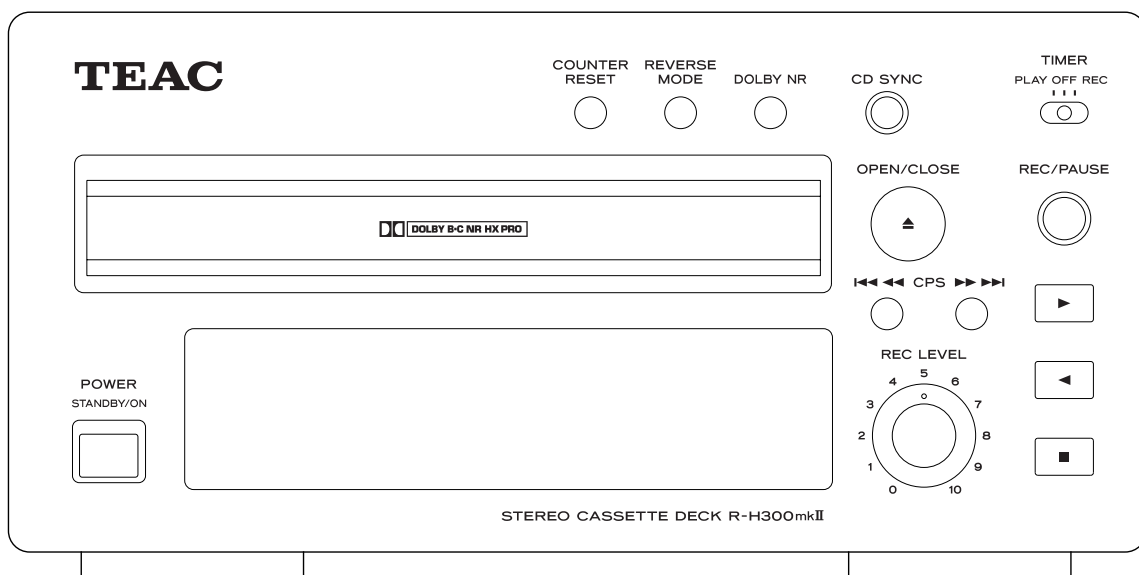 TEAC
COUNTER
RESET
REVERSE
MODE
DOLBY NR
CD SYNC
TIMER
PLAY OFF REC
OPEN/CLOSE
REC/PAUSE
DOLBY B·C NR HX PRO
CPS
REC LEVEL
0
1
2
3
4
5
6
7
8
9
10
POWER
STANDBY/ON
STEREO CASSETTE DECK R-H300mkⅡ